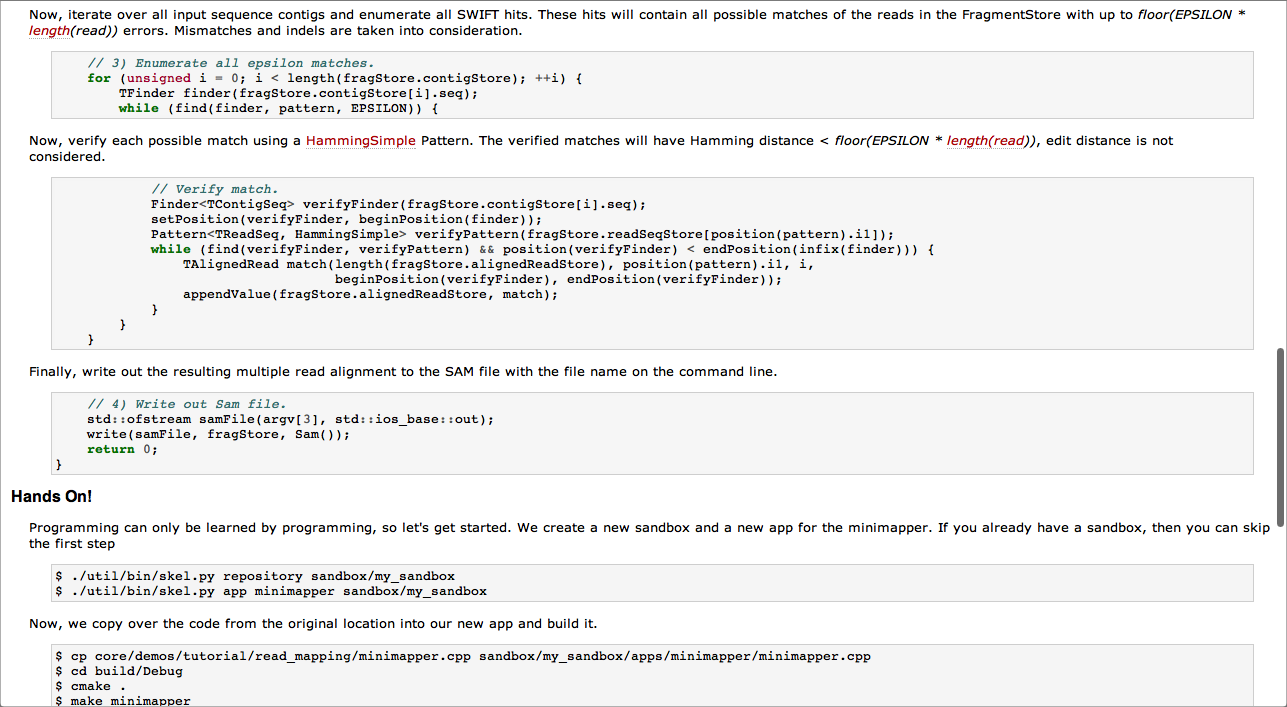 Now, iterate over all input sequence contigs and enumerate all SWIFT hits. These hits will contain all possible matches of the reads in the FragmentStore with up to floor(EPSILON *
length(read)) errors. Mismatches and indels are taken into consideration.
// 3) Enumerate all epsilon matches.
for (unsigned i = 0; i < length(fragStore.contigStore); ++i) {
TFinder finder(fragStore.contigStore[i].seq);
while (find(finder, pattern, EPSILON)) {
Now, verify each possible match using a HammingSimple Pattern. The verified matches will have Hamming distance < floor(EPSILON * length(read)), edit distance is not
considered.
// Verify match.
Finder<TContigSeq> verifyFinder(fragStore.contigStore[i].seq);
setPosition(verifyFinder, beginPosition(finder));
Pattern<TReadSeq, HammingSimple> verifyPattern(fragStore.readSeqStore[position(pattern).i1]);
while (find(verifyFinder, verifyPattern) && position(verifyFinder) < endPosition(infix(finder))) {
TAlignedRead match(length(fragStore.alignedReadStore), position(pattern).i1, i,
beginPosition(verifyFinder), endPosition(verifyFinder));
appendValue(fragStore.alignedReadStore, match);
}
}
}
Finally, write out the resulting multiple read alignment to the SAM file with the file name on the command line.
// 4) Write out Sam file.
std::ofstream samFile(argv[3], std::ios_base::out);
write(samFile, fragStore, Sam());
return 0;
}
Hands On!
Programming can only be learned by programming, so let's get started. We create a new sandbox and a new app for the minimapper. If you already have a sandbox, then you can skip
the first step
$ ./util/bin/skel.py repository sandbox/my_sandbox
$ ./util/bin/skel.py app minimapper sandbox/my_sandbox
Now, we copy over the code from the original location into our new app and build it.
$ cp core/demos/tutorial/read_mapping/minimapper.cpp sandbox/my_sandbox/apps/minimapper/minimapper.cpp
$ cd build/Debug
$ cmake .
$ make minimapper